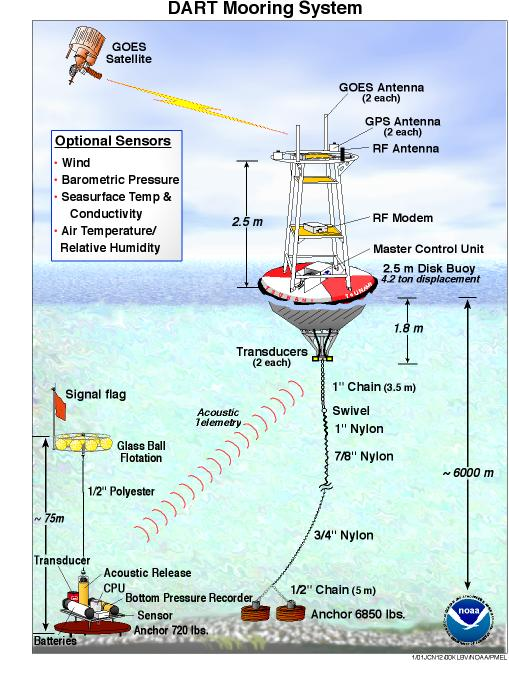 DART Mooring System
GOES
Satellite
GOES Antenna
(2 each)
GPS Antenna
(2 each)
RF Antenna
Optional Sensors
• Wind
• Barometric Pressure
• Seasurface Temp &
Conductivity
• Air Temperature/
Relative Humidity
2.5 m
RF Modem
Master Control Unit
2.5 m Disk Buoy
4.2 ton displacement
TSUNAMI
TSUNAMI
1.8 m
Transducers
(2 each)
1" Chain (3.5 m)
Signal flag
Acoustic
Telemetry
Swivel
1" Nylon
Glass Ball
Flotation
7/8" Nylon
~ 6000 m
1/2" Polyester
~ 75m
3/4" Nylon
Transducer
Acoustic Release
CPU
Bottom Pressure Recorder
1/2" Chain (5 m)
Sensor
Anchor 6850 lbs.
noaa
Anchor 720 lbs.
Batteries